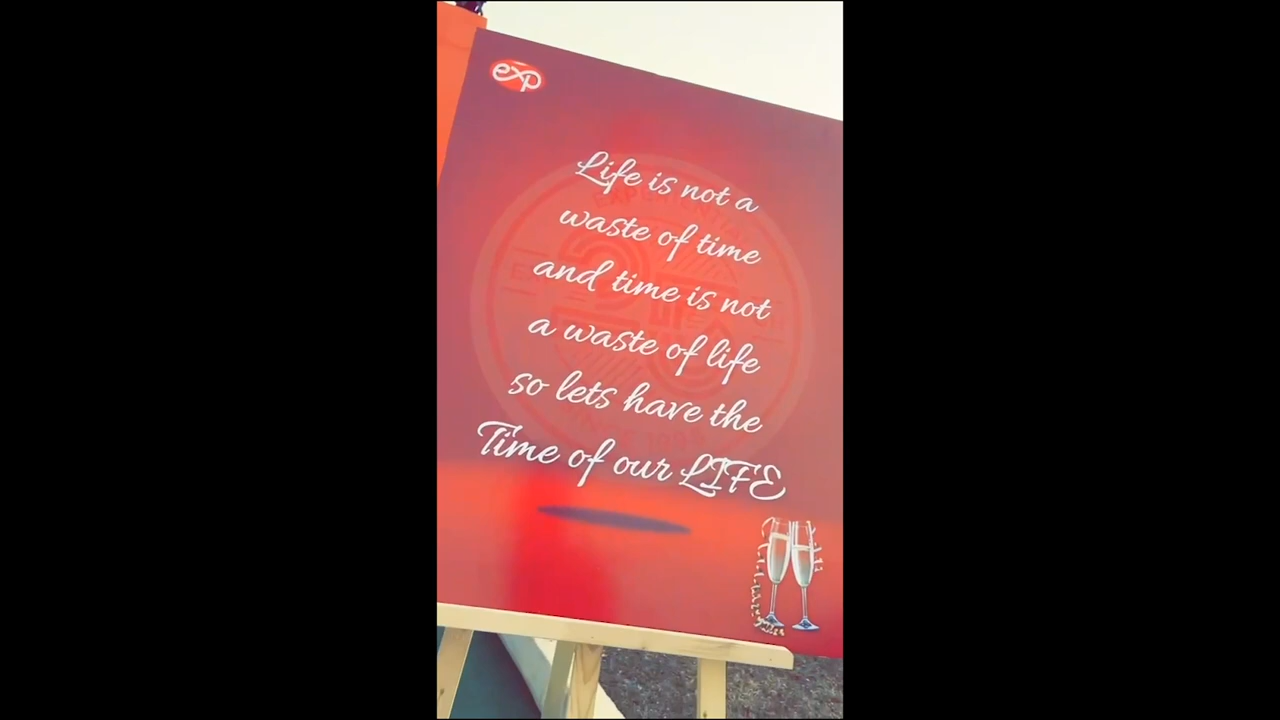 exp
Life is not a
waste of time
and time is not
a waste of life
so lets have the
Time of our LIFE